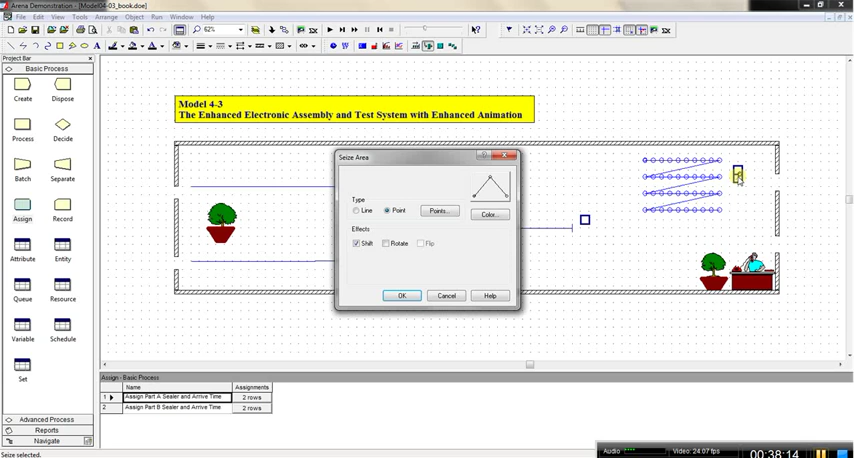 Arena Demonstration - [Model04-03_book.doe]
File Edit View Tools Arrange Object Run Window Help
62%
Project Bar
Basic Process
Create Dispose
Process Decide
Batch Separate
Assign Record
Attribute Entity
Queue Resource
Variable Schedule
Set
Advanced Process
Reports
Navigate
Model 4-3
The Enhanced Electronic Assembly and Test System with Enhanced Animation
Seize Area
Type
Line Point Points...
Color...
Effects
Shift Rotate Flip
OK Cancel Help
Assign - Basic Process
Name Assignments
1 Assign Part A Sealer and Arrive Time 2 rows
2 Assign Part B Sealer and Arrive Time 2 rows
Seize selected.
Audio Video: 24.07 fps
00:38:14